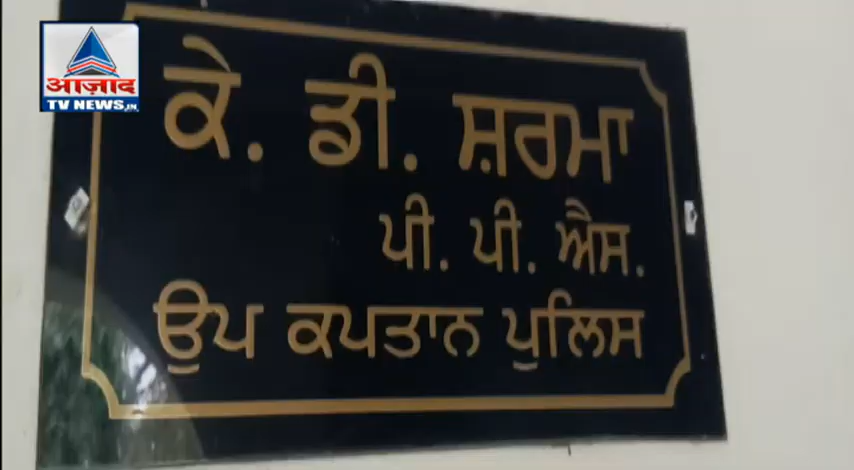 आज़ाद
TV NEWS.IN
ਕੇ. ਡੀ. ਸ਼ਰਮਾ
ਪੀ. ਪੀ. ਐਸ.
ਉਪ ਕਪਤਾਨ ਪੁਲਿਸ